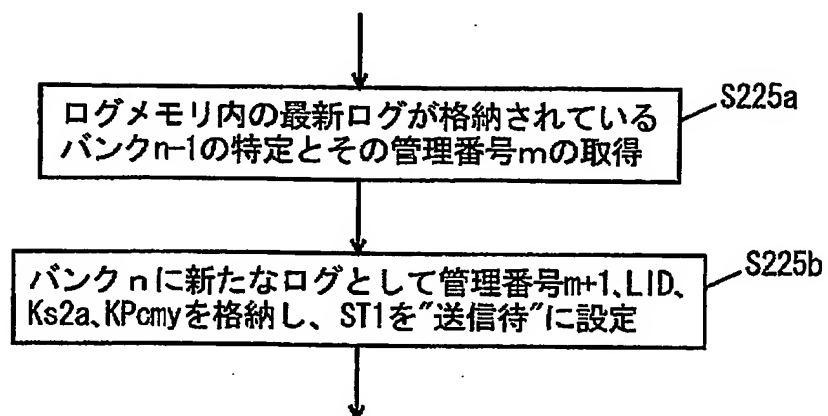 S225a
ログメモリ内の最新ログが格納されている
バンクn-1の特定とその管理番号mの取得
S225b
バンクnに新たなログとして管理番号m+1、LID、
Ks2a、KPcmyを格納し、ST1を"送信待"に設定